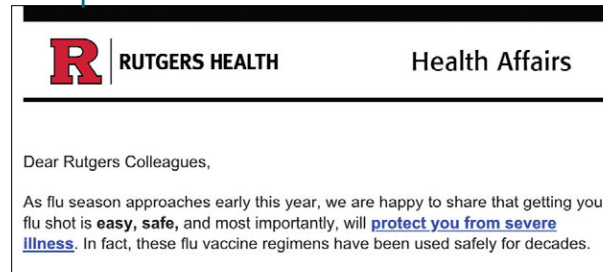 R RUTGERS HEALTH Health Affairs
Dear Rutgers Colleagues,
As flu season approaches early this year, we are happy to share that getting you
flu shot is easy, safe, and most importantly, will protect you from severe
illness. In fact, these flu vaccine regimens have been used safely for decades.